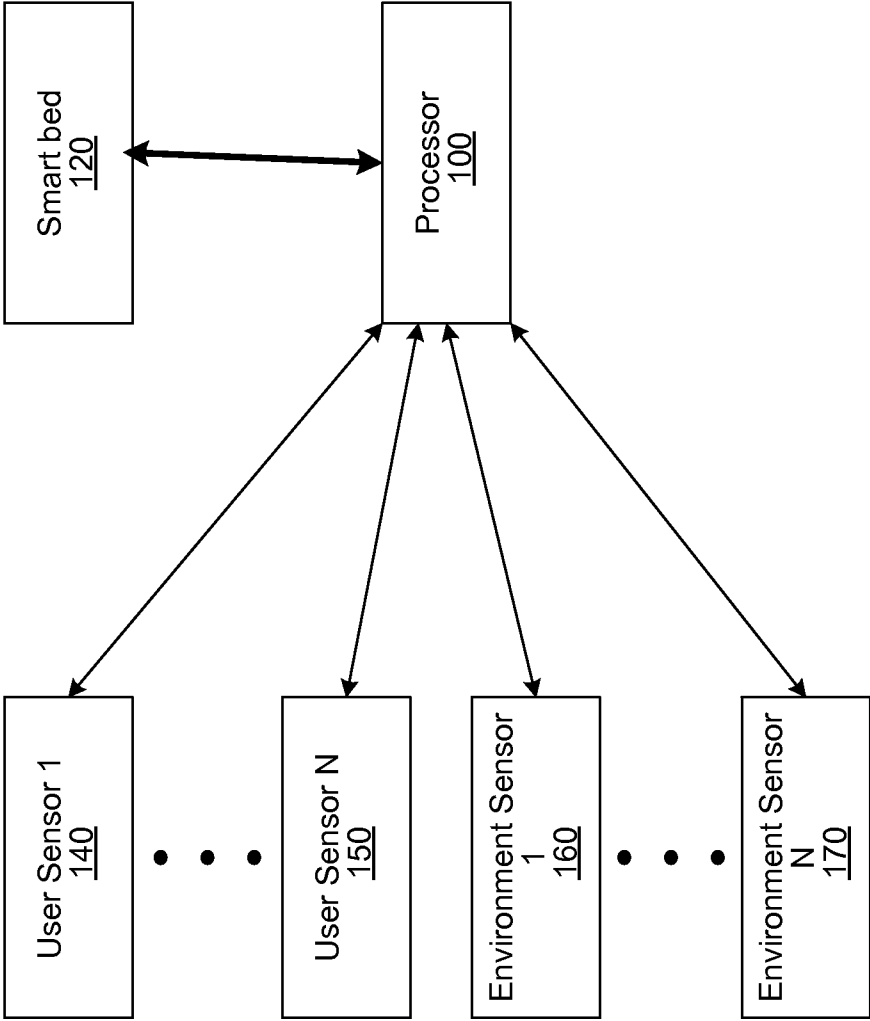 User Sensor 1
140
User Sensor N
150
Environment Sensor
1
160
Environment Sensor
N
170
Smart bed
120
Processor
100